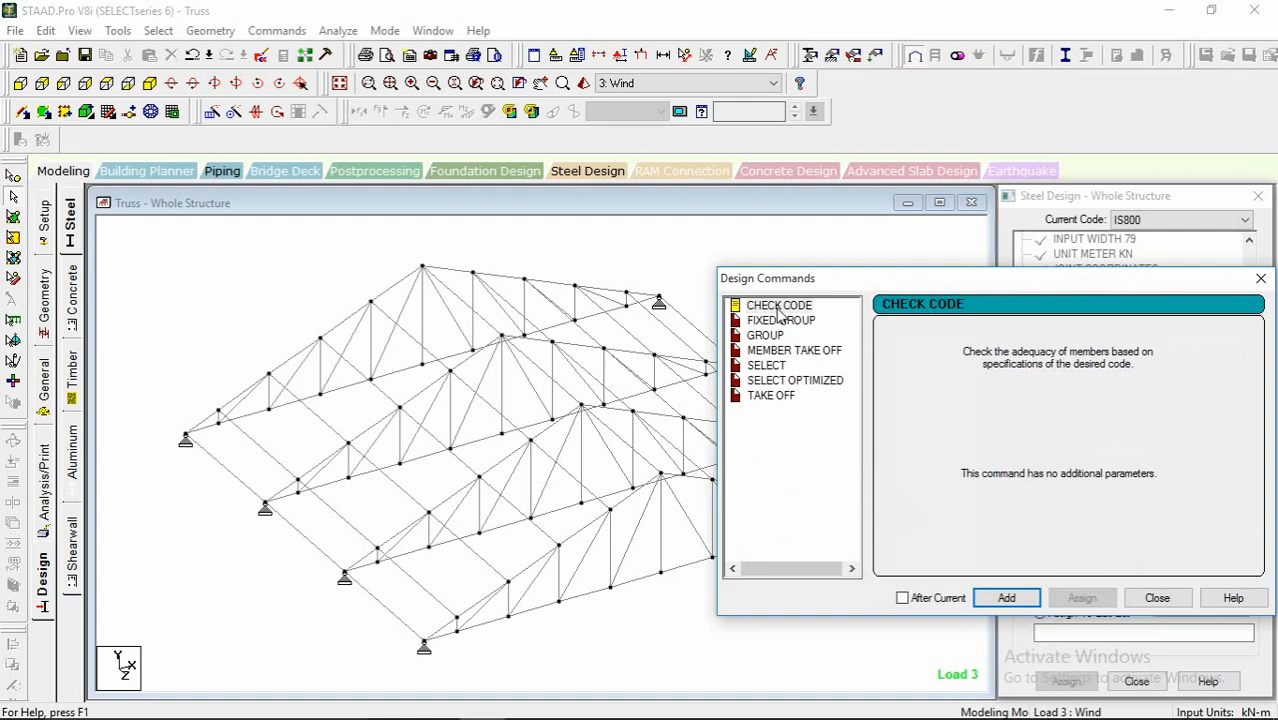 STAAD.Pro V8i (SELECTseries 6) - Truss
File Edit View Tools Select Geometry Commands Analyze Mode Window Help
3: Wind
Modeling Building Planner Piping Bridge Deck Postprocessing Foundation Design Steel Design RAM Connection Concrete Design Advanced Slab Design Earthquake
Setup
General
Analysis/Print
Design
Steel
Concrete
Timber
Aluminum
Shearwall
Truss - Whole Structure
Load 3
Y
X
Z
Steel Design - Whole Structure
Current Code: IS800
INPUT WIDTH 79
UNIT METER KN
Design Commands
CHECK CODE
FIXED GROUP
GROUP
MEMBER TAKE OFF
SELECT
SELECT OPTIMIZED
TAKE OFF
CHECK CODE
Check the adequacy of members based on
specifications of the desired code.
This command has no additional parameters.
After Current Add Assign Close Help
Activate Windows
Go to Settings to activate Windows.
Assign Close Help
For Help, press F1
Modeling Mo Load 3 : Wind Input Units: kN-m